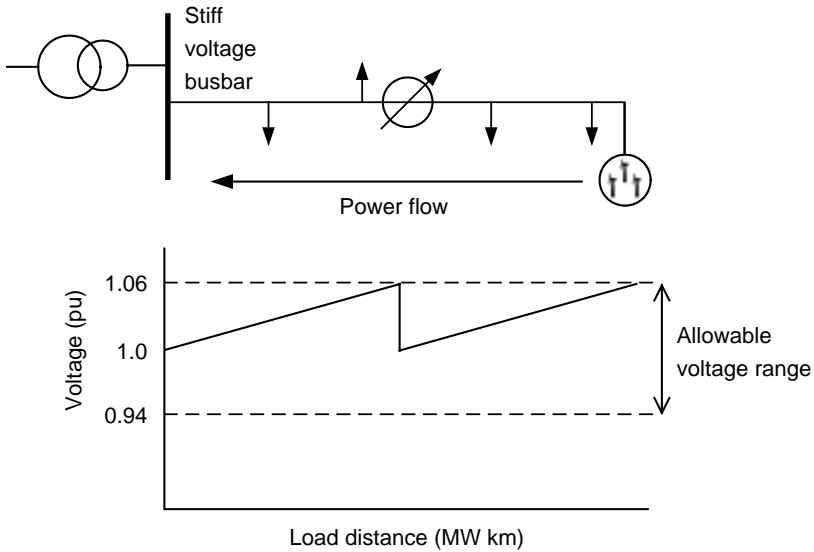 Stiff
voltage
busbar
Power flow
1.06
1.0
0.94
Voltage (pu)
Allowable
voltage range
Load distance (MW km)